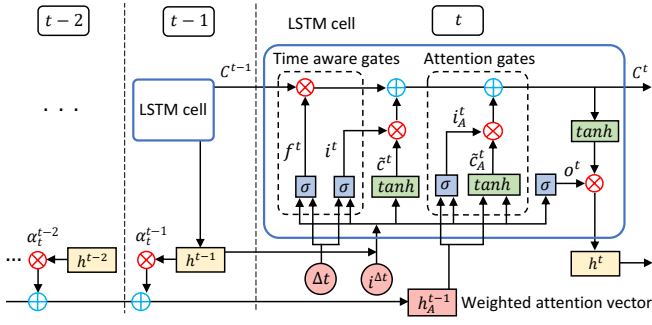 t − 2
t − 1
LSTM cell
t
C^{t−1}
Time aware gates
Attention gates
C^t
. . .
LSTM cell
f^t
i^t
c̃^t
i_A^t
c̃_A^t
tanh
o^t
σ
σ
tanh
σ
tanh
σ
α_t^{t−2}
α_t^{t−1}
...
h^{t−2}
h^{t−1}
Δt
i^{Δt}
h^t
h_A^{t−1}
Weighted attention vector